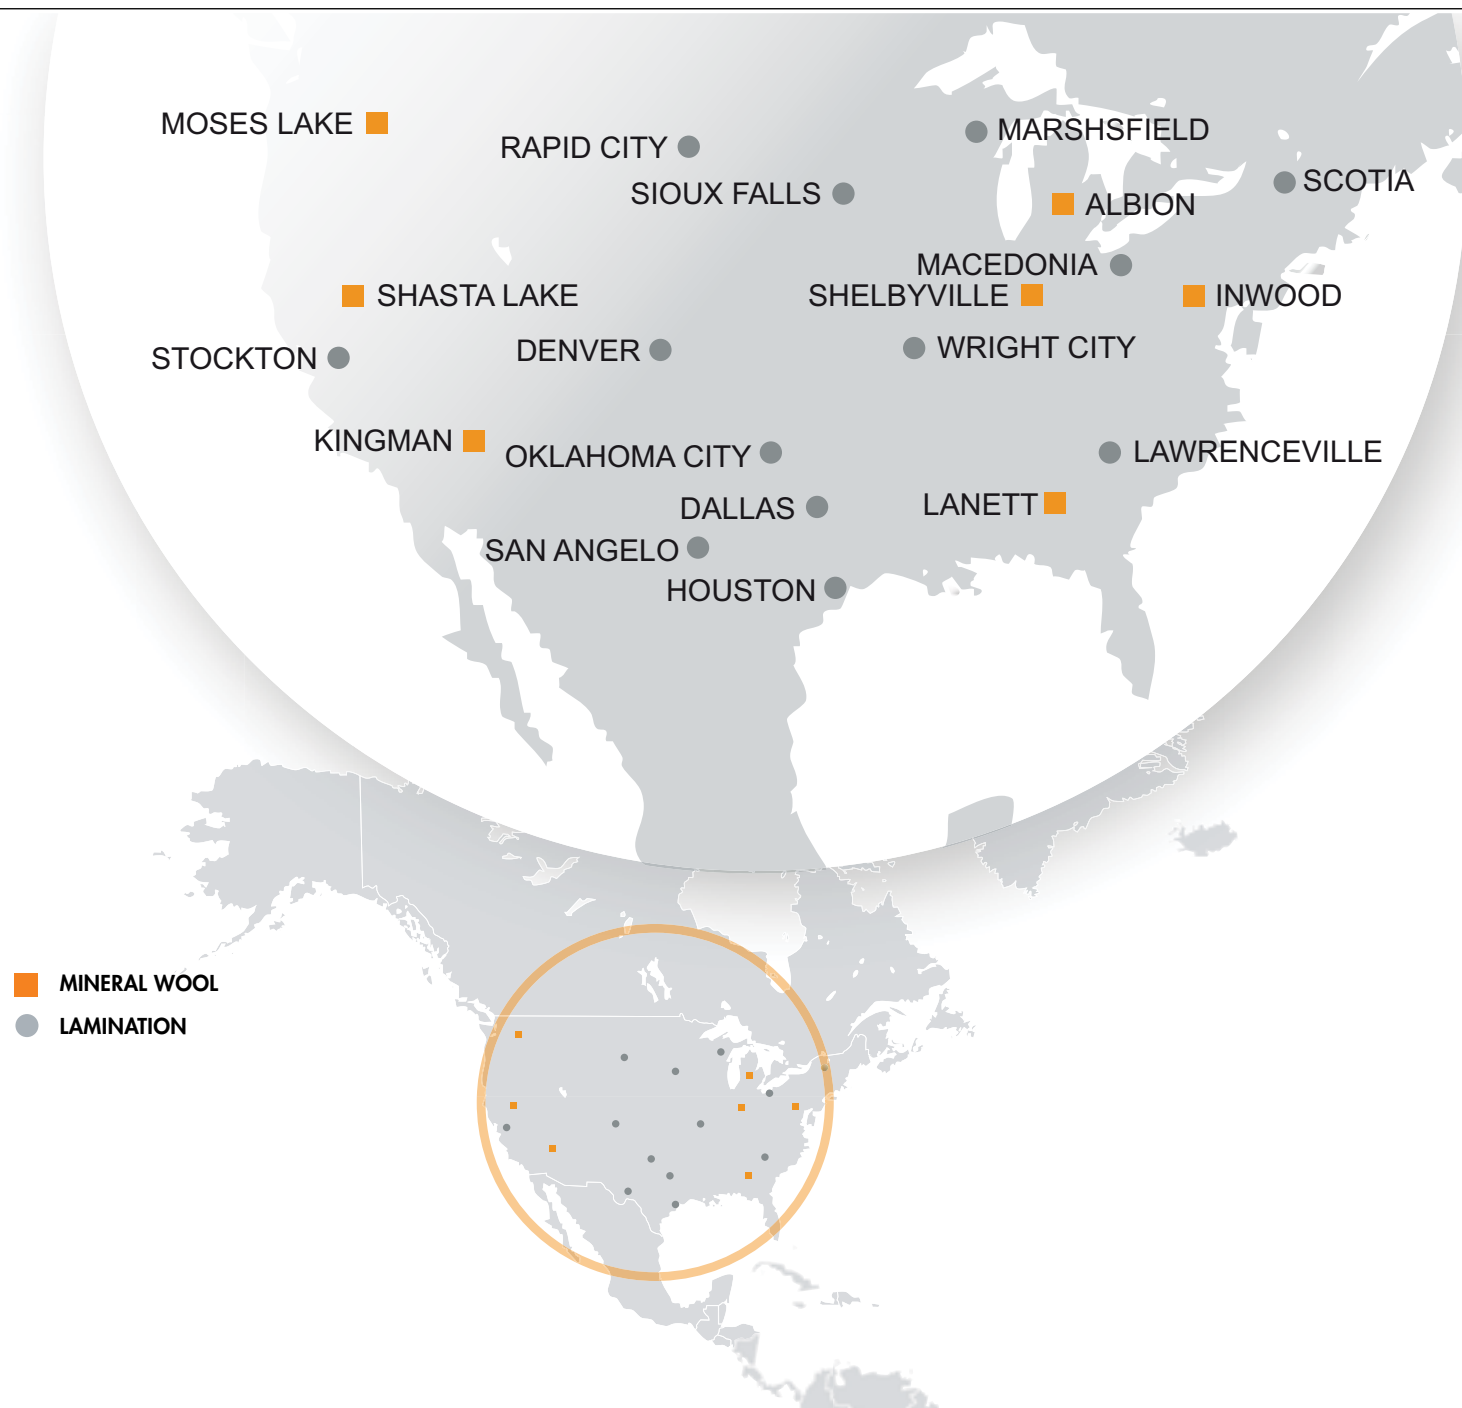 MOSES LAKE
RAPID CITY
MARSHSFIELD
SIOUX FALLS
SCOTIA
ALBION
MACEDONIA
SHASTA LAKE
SHELBYVILLE
INWOOD
STOCKTON
DENVER
WRIGHT CITY
KINGMAN
OKLAHOMA CITY
LAWRENCEVILLE
DALLAS
LANETT
SAN ANGELO
HOUSTON
MINERAL WOOL
LAMINATION